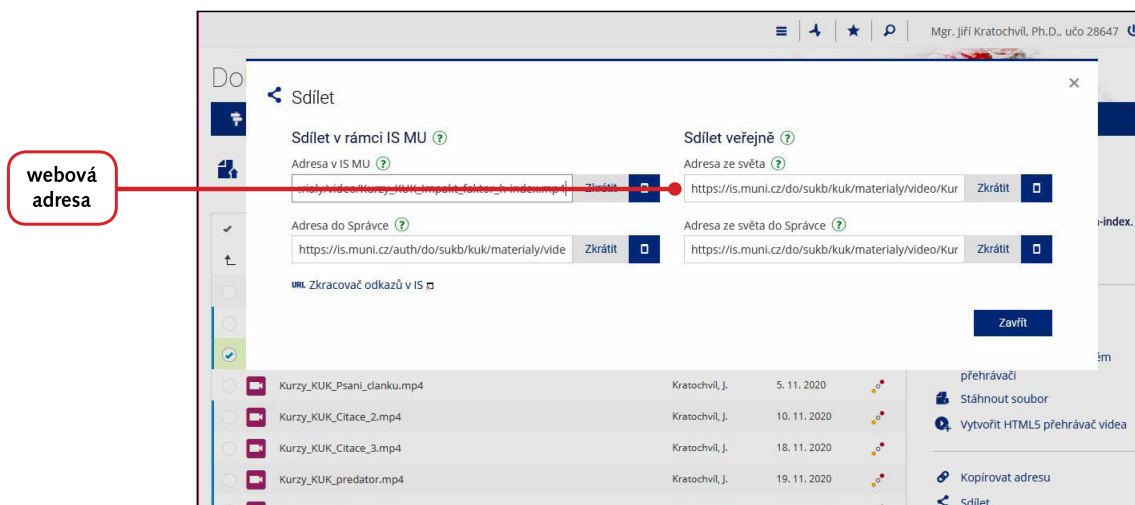 Mgr. Jiří Kratochvíl, Ph.D., učo 28647
Do
Sdílet
Sdílet v rámci IS MU
Sdílet veřejně
Adresa v IS MU
Adresa ze světa
:rialy/video/Kurzy_KUK_Impakt_faktor_h-index.mp4
Zkrátit
https://is.muni.cz/do/sukb/kuk/materialy/video/Kur
Zkrátit
webová
adresa
Adresa do Správce
Adresa ze světa do Správce
-index.
https://is.muni.cz/auth/do/sukb/kuk/materialy/vide
Zkrátit
https://is.muni.cz/do/sukb/kuk/materialy/video/Kur
Zkrátit
URL Zkracovač odkazů v IS
Zavřít
ém
přehrávači
Kurzy_KUK_Psani_clanku.mp4 Kratochvíl, J. 5. 11. 2020
Stáhnout soubor
Kurzy_KUK_Citace_2.mp4 Kratochvíl, J. 10. 11. 2020
Vytvořit HTML5 přehrávač videa
Kurzy_KUK_Citace_3.mp4 Kratochvíl, J. 18. 11. 2020
Kurzy_KUK_predator.mp4 Kratochvíl, J. 19. 11. 2020
Kopírovat adresu
Sdílet